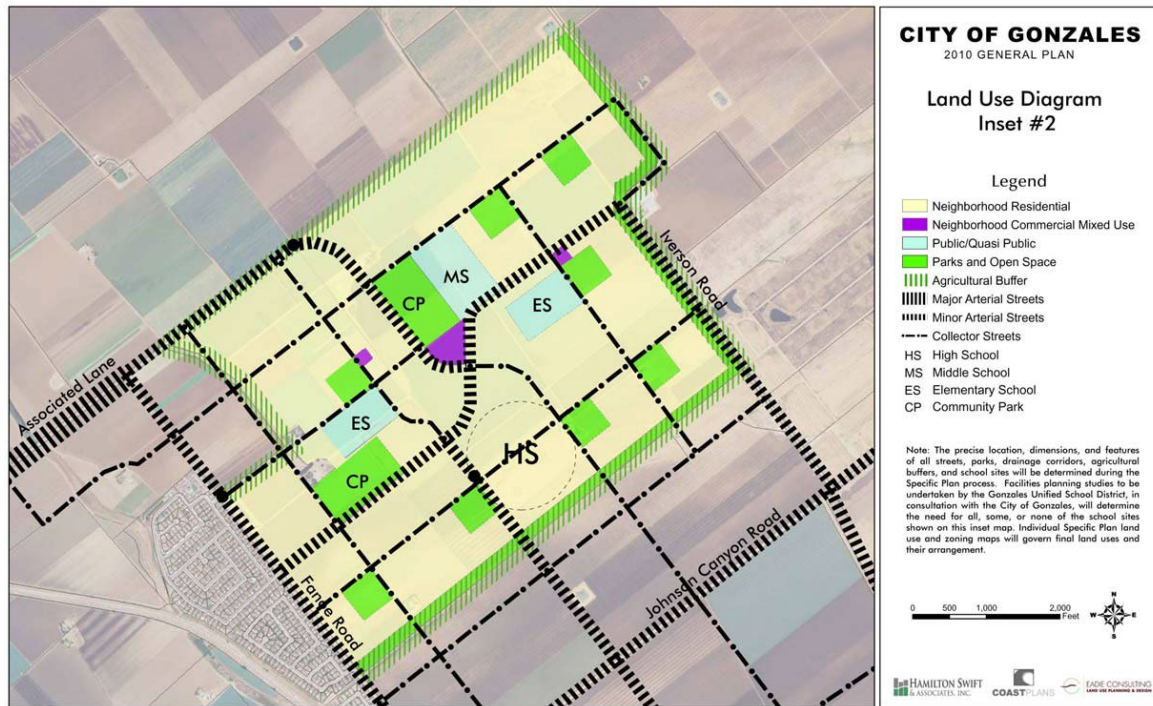 CITY OF GONZALES
2010 GENERAL PLAN
Land Use Diagram
Inset #2
Legend
Neighborhood Residential
Neighborhood Commercial Mixed Use
Public/Quasi Public
Parks and Open Space
Agricultural Buffer
Major Arterial Streets
Minor Arterial Streets
Collector Streets
HS High School
MS Middle School
ES Elementary School
CP Community Park
Note: The precise location, dimensions, and features
of all streets, parks, drainage corridors, agricultural
buffers, and school sites will be determined during the
Specific Plan process. Facilities planning studies to be
undertaken by the Gonzales Unified School District, in
consultation with the City of Gonzales, will determine
the need for all, some, or none of the school sites
shown on this inset map. Individual Specific Plan land
use and zoning maps will govern final land uses and
their arrangement.
0 500 1,000 2,000
Feet
N
W E
S
HAMILTON SWIFT
& ASSOCIATES, INC.
COASTPLANS
EADIE CONSULTING
LAND USE PLANNING & DESIGN
Iverson Road
MS
CP
ES
Associated Lane
ES
HS
CP
Johnson Canyon Road
Fanoe Road